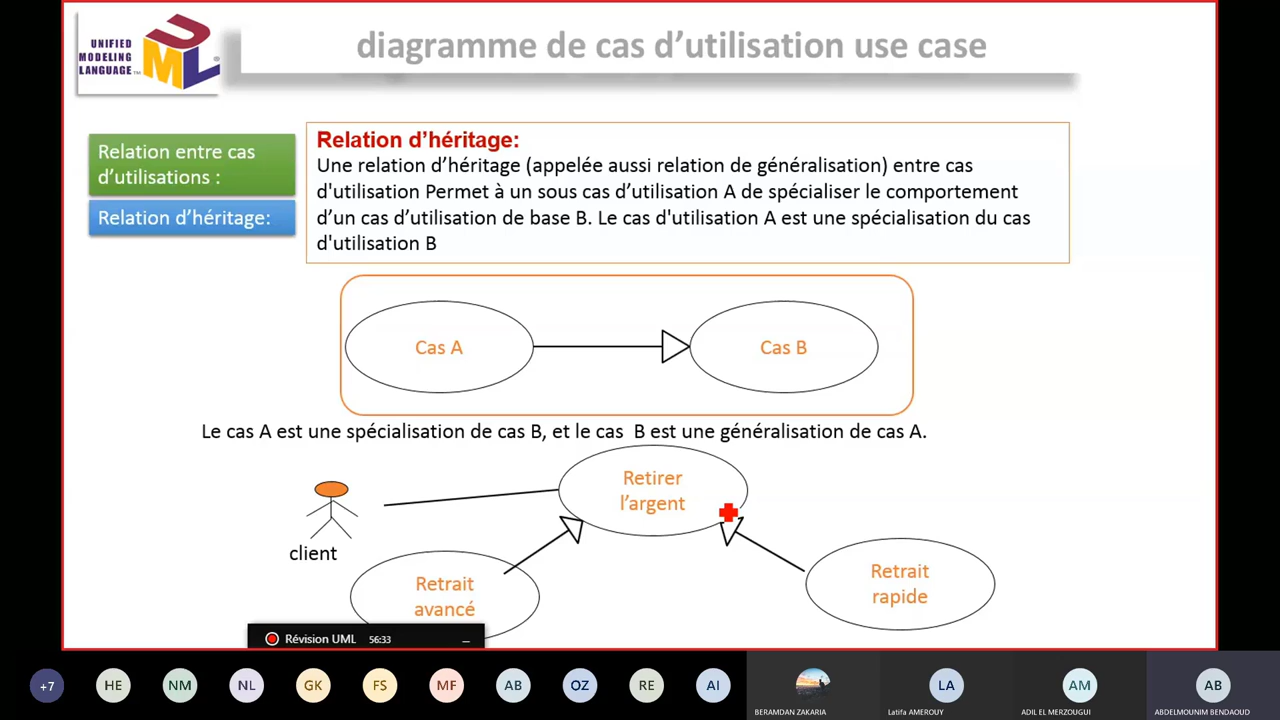 UNIFIED
MODELING
LANGUAGE™
UML
diagramme de cas d’utilisation use case
Relation entre cas
d’utilisations :
Relation d’héritage:
Relation d’héritage:
Une relation d’héritage (appelée aussi relation de généralisation) entre cas
d'utilisation Permet à un sous cas d’utilisation A de spécialiser le comportement
d’un cas d’utilisation de base B. Le cas d'utilisation A est une spécialisation du cas
d'utilisation B
Cas A
Cas B
Le cas A est une spécialisation de cas B, et le cas B est une généralisation de cas A.
Retirer
l’argent
client
Retrait
avancé
Retrait
rapide
Révision UML 56:33
+7
HE
NM
NL
GK
FS
MF
AB
OZ
RE
AI
BERAMDAN ZAKARIA
LA
Latifa AMEROUY
AM
ADIL EL MERZOUGUI
AB
ABDELMOUNIM BENDAOUD